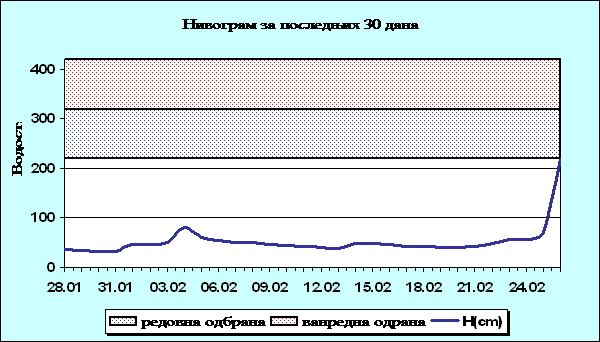 Нивограм за последњих 30 дана
Водост.
400
300
200
100
0
28.01 31.01 03.02 06.02 09.02 12.02 15.02 18.02 21.02 24.02
редовна одбрана ванредна одрана H(cm)